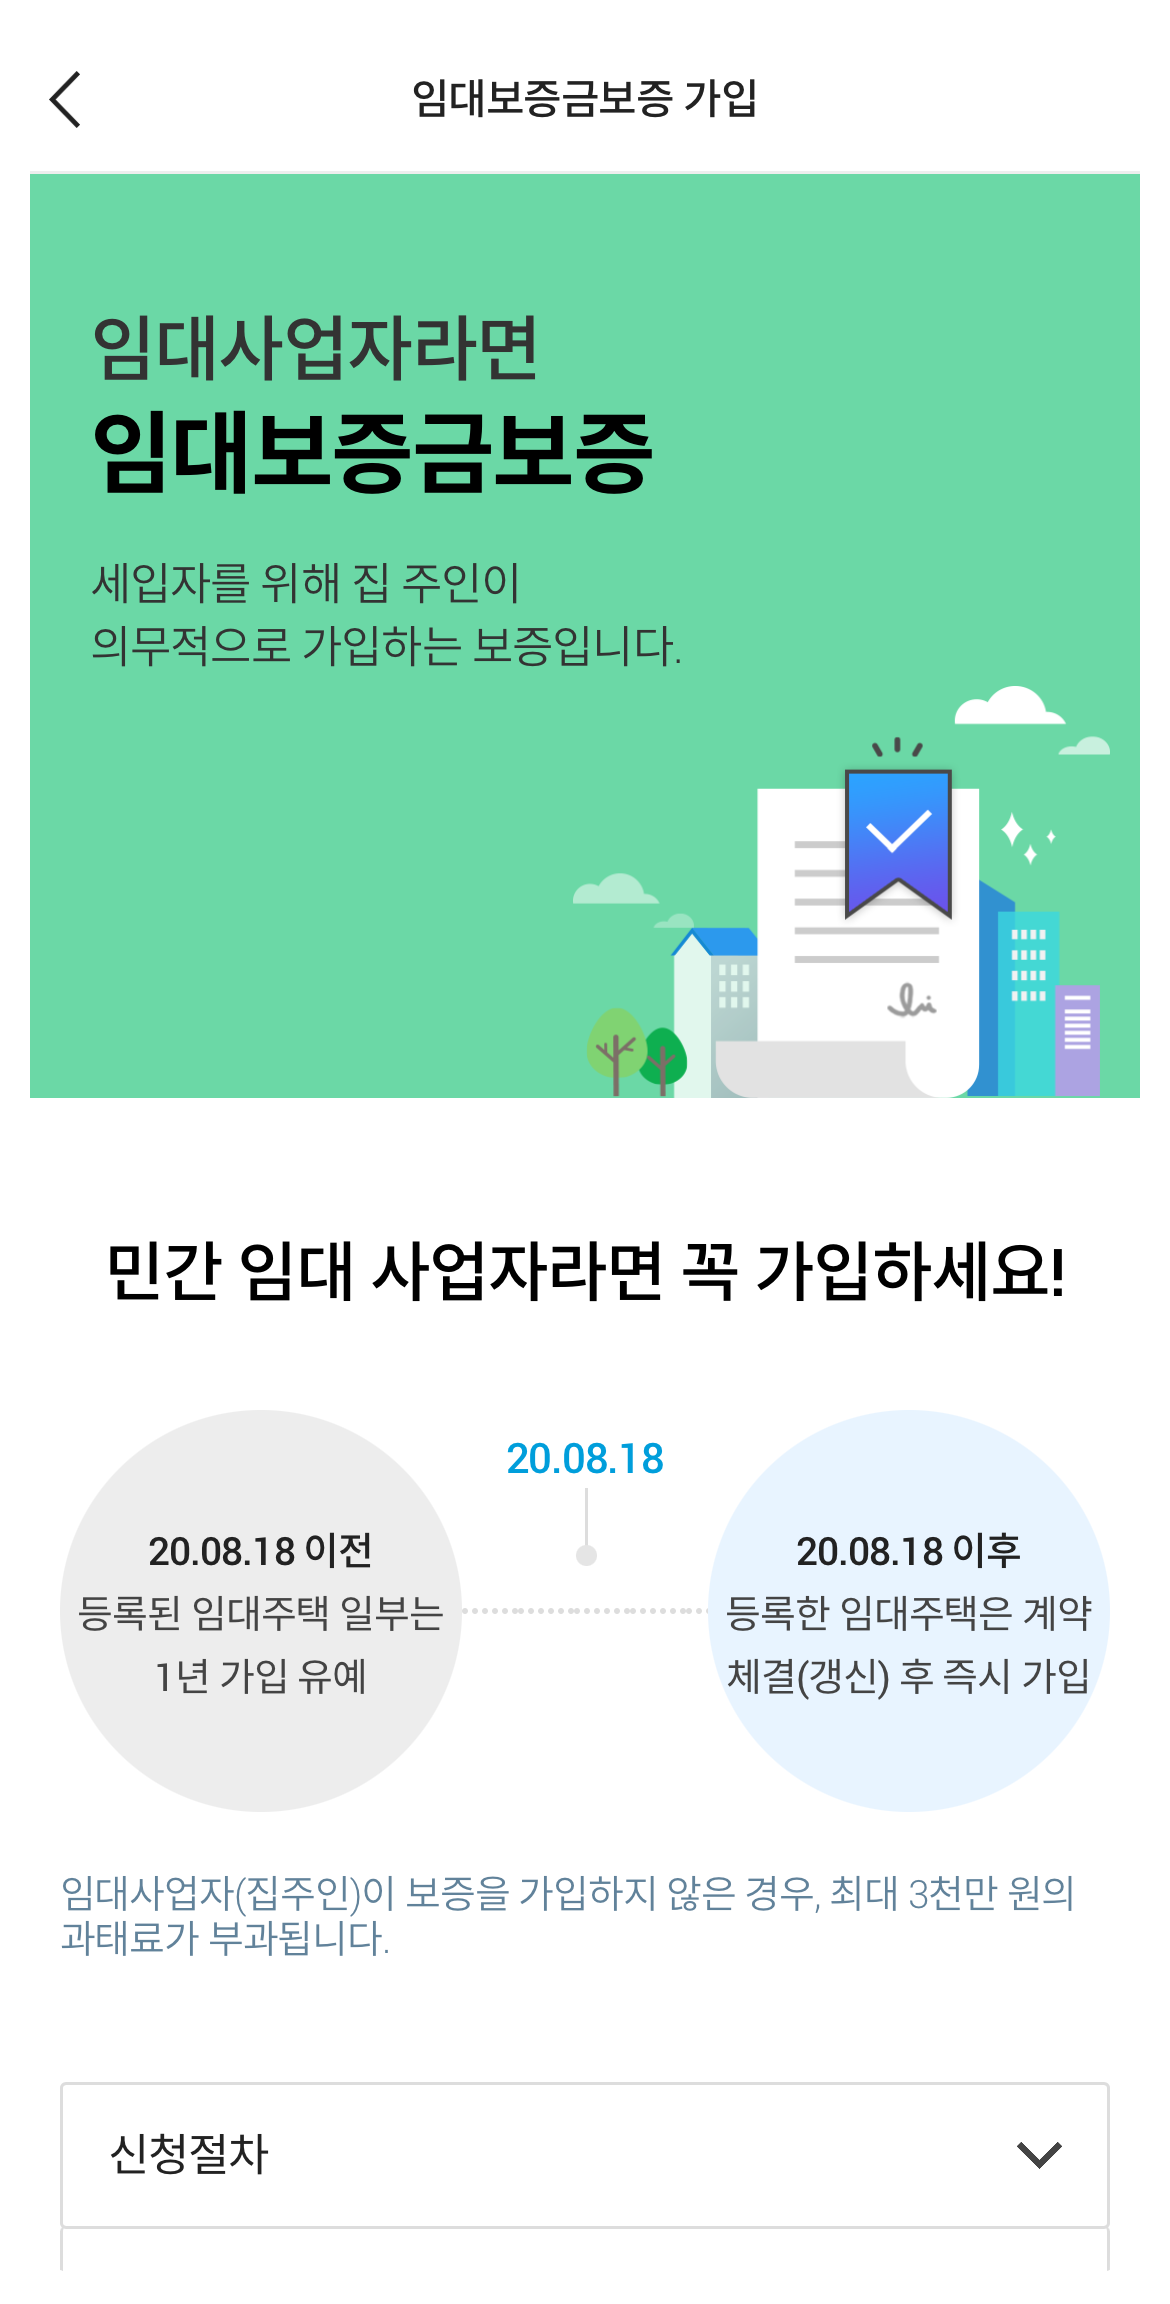 임대보증금보증 가입
임대사업자라면
임대보증금보증
세입자를 위해 집 주인이
의무적으로 가입하는 보증입니다.
민간 임대 사업자라면 꼭 가입하세요!
20.08.18
20.08.18 이전
등록된 임대주택 일부는
1년 가입 유예
20.08.18 이후
등록한 임대주택은 계약
체결(갱신) 후 즉시 가입
임대사업자(집주인)이 보증을 가입하지 않은 경우, 최대 3천만 원의
과태료가 부과됩니다.
신청절차